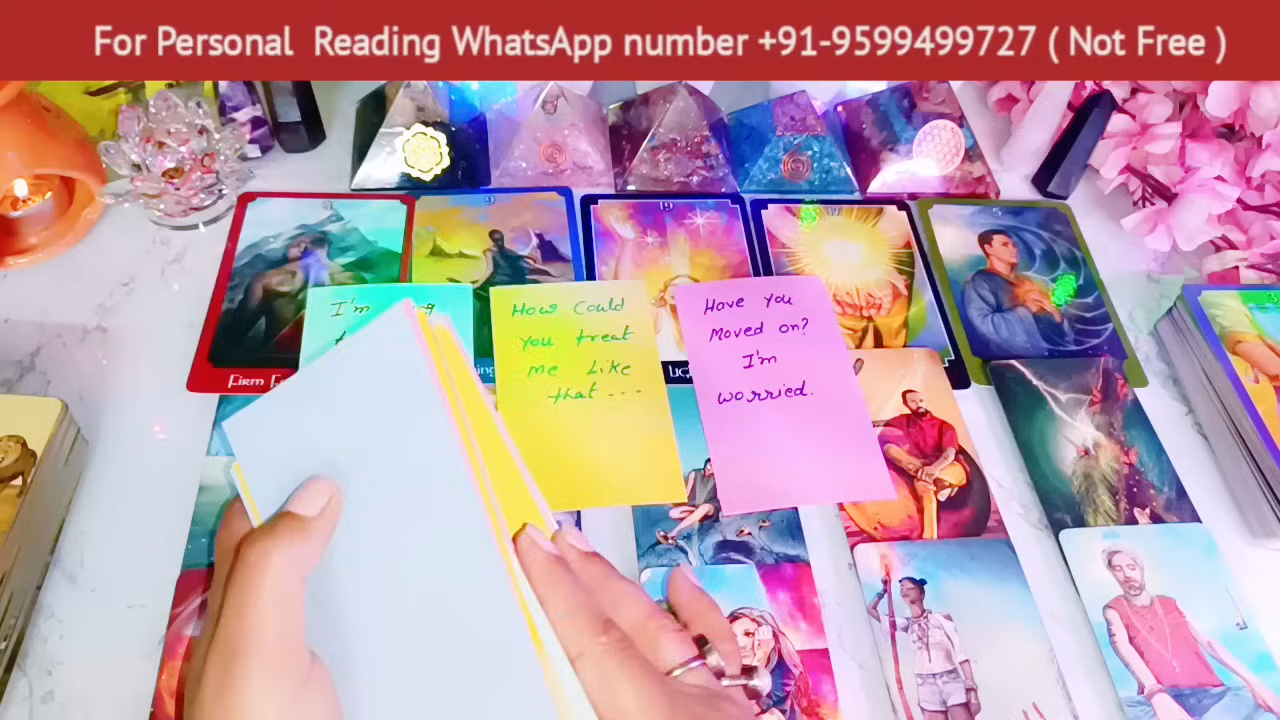 For Personal Reading WhatsApp number +91-9599499727 ( Not Free )
9
19
5
I'm
How Could
you treat
me Like
that ...
Have you
Moved on?
I'm
worried.
Firm